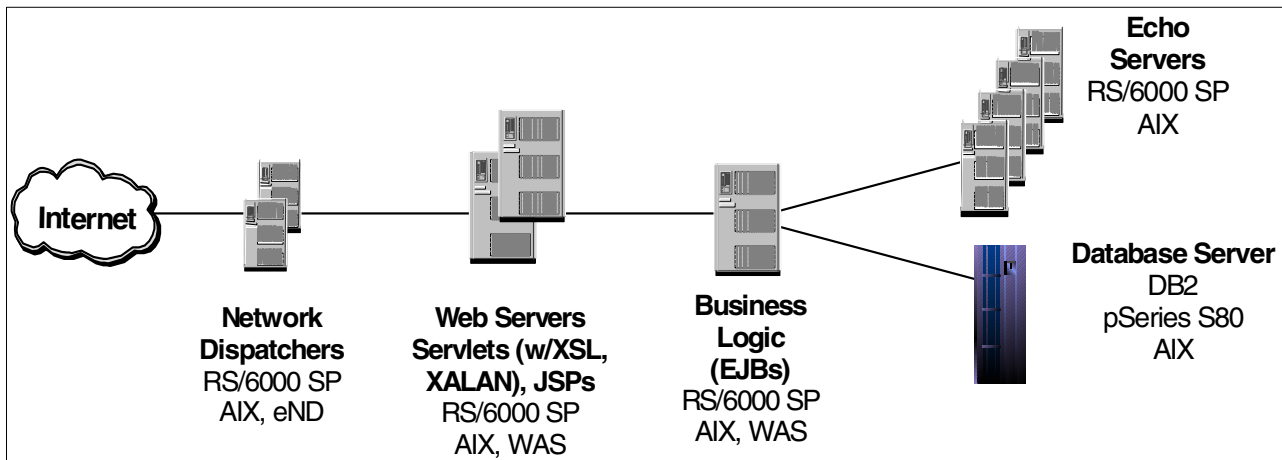 Internet
Network
Dispatchers
RS/6000 SP
AIX, eND
Web Servers
Servlets (w/XSL,
XALAN), JSPs
RS/6000 SP
AIX, WAS
Business
Logic
(EJBs)
RS/6000 SP
AIX, WAS
Echo
Servers
RS/6000 SP
AIX
Database Server
DB2
pSeries S80
AIX